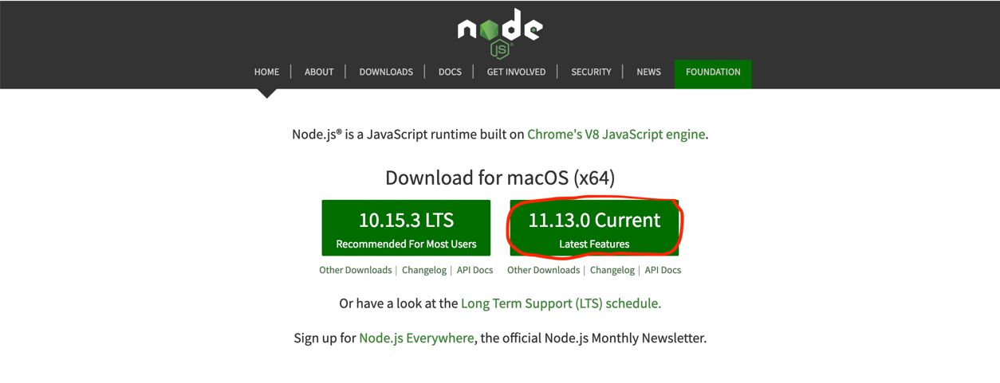 node
JS
HOME | ABOUT | DOWNLOADS | DOCS | GET INVOLVED | SECURITY | NEWS FOUNDATION
Node.js® is a JavaScript runtime built on Chrome's V8 JavaScript engine.
Download for macOS (x64)
10.15.3 LTS
Recommended For Most Users
11.13.0 Current
Latest Features
Other Downloads | Changelog | API Docs
Other Downloads | Changelog | API Docs
Or have a look at the Long Term Support (LTS) schedule.
Sign up for Node.js Everywhere, the official Node.js Monthly Newsletter.